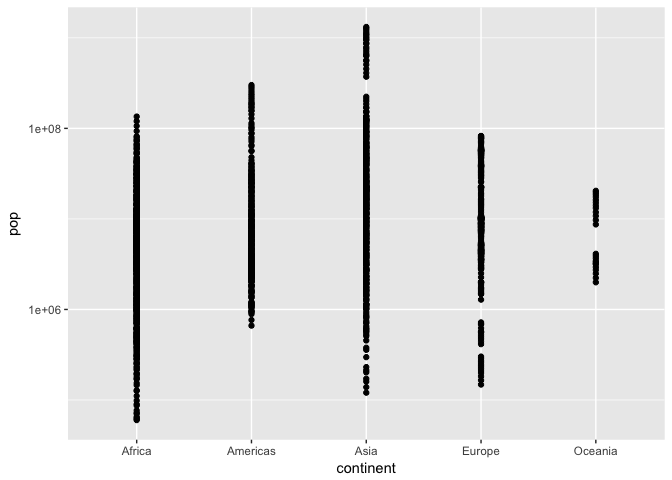 pop
1e+08
1e+06
Africa
Americas
Asia
Europe
Oceania
continent